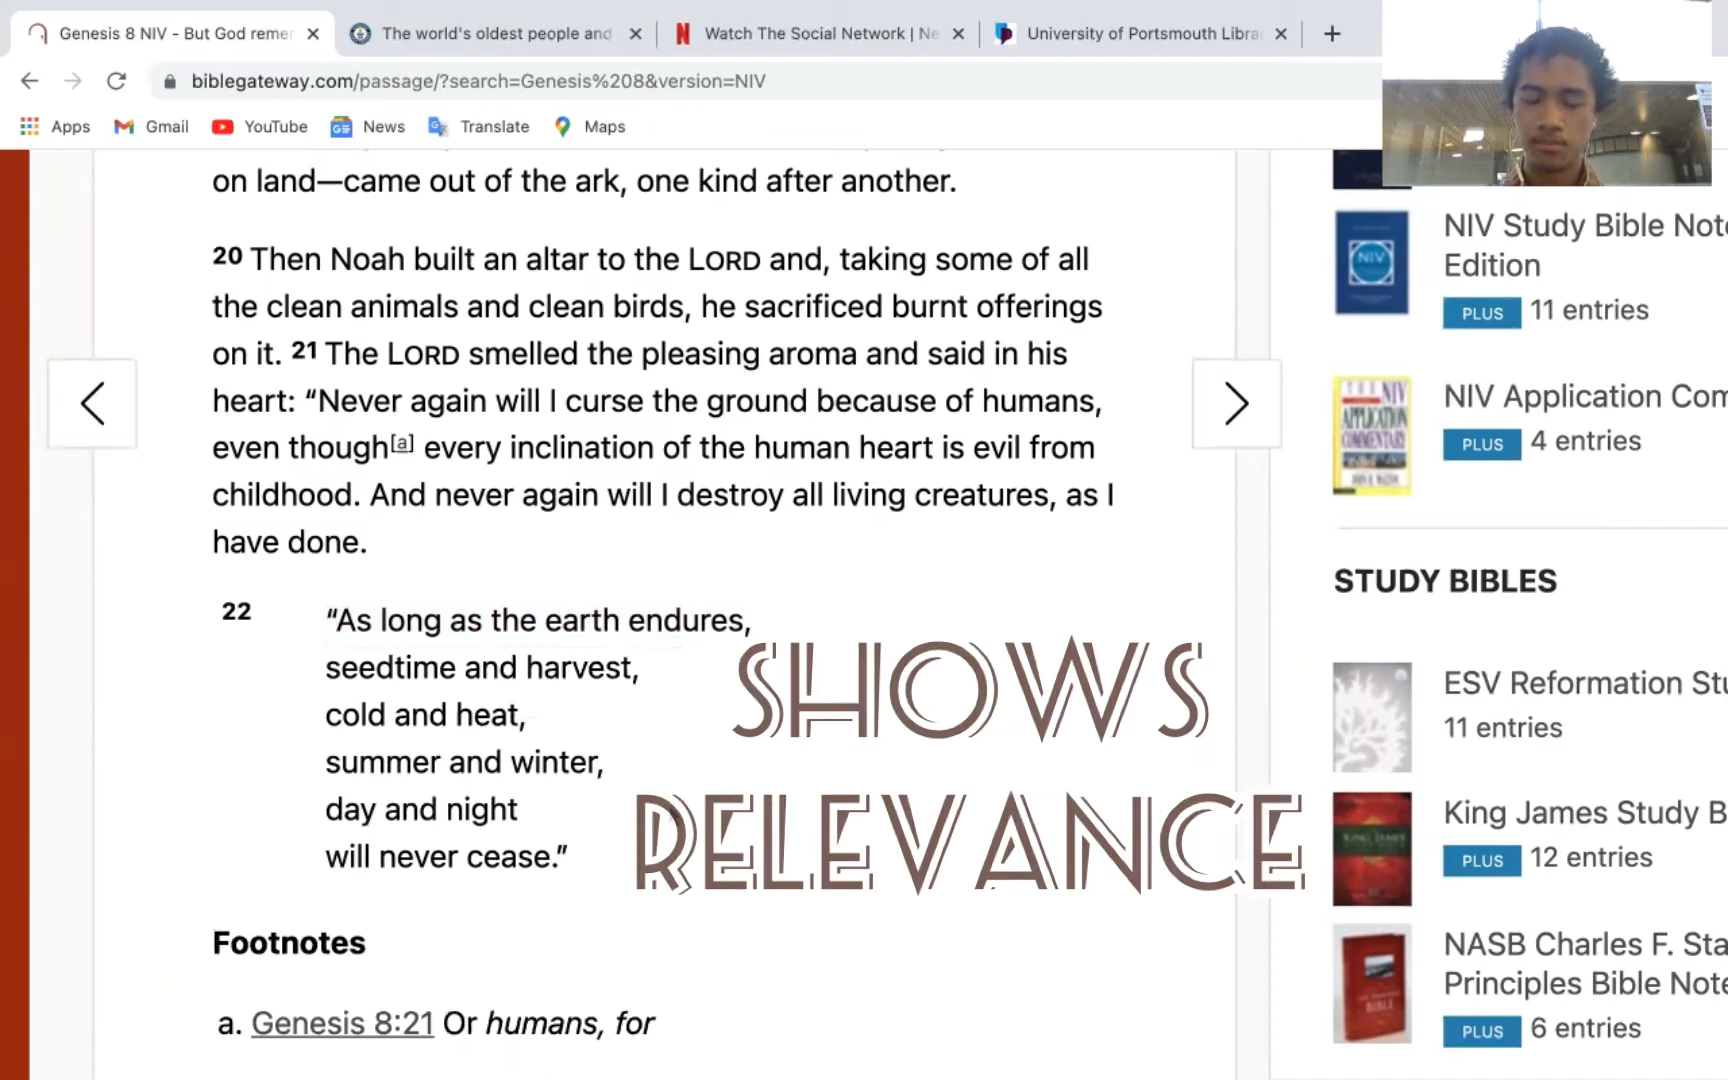 Genesis 8 NIV - But God remer
The world's oldest people and
Watch The Social Network | Ne
University of Portsmouth Libra
biblegateway.com/passage/?search=Genesis%208&version=NIV
Apps
Gmail
YouTube
News
Translate
Maps
on land—came out of the ark, one kind after another.
20 Then Noah built an altar to the LORD and, taking some of all
the clean animals and clean birds, he sacrificed burnt offerings
on it. 21 The LORD smelled the pleasing aroma and said in his
heart: “Never again will I curse the ground because of humans,
even though[a] every inclination of the human heart is evil from
childhood. And never again will I destroy all living creatures, as I
have done.
22 “As long as the earth endures,
seedtime and harvest,
cold and heat,
summer and winter,
day and night
will never cease.”
SHOWS
RELEVANCE
Footnotes
a. Genesis 8:21 Or humans, for
NIV Study Bible Note
Edition
PLUS 11 entries
NIV
NIV Application Com
PLUS 4 entries
THE NIV
APPLICATION
COMMENTARY
STUDY BIBLES
ESV Reformation Stu
11 entries
King James Study B
PLUS 12 entries
NASB Charles F. Sta
Principles Bible Note
PLUS 6 entries